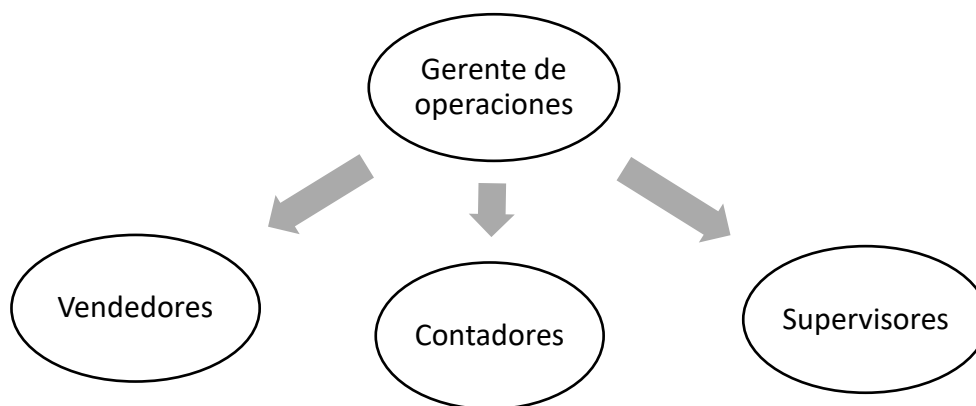 Gerente de
operaciones
Vendedores
Contadores
Supervisores